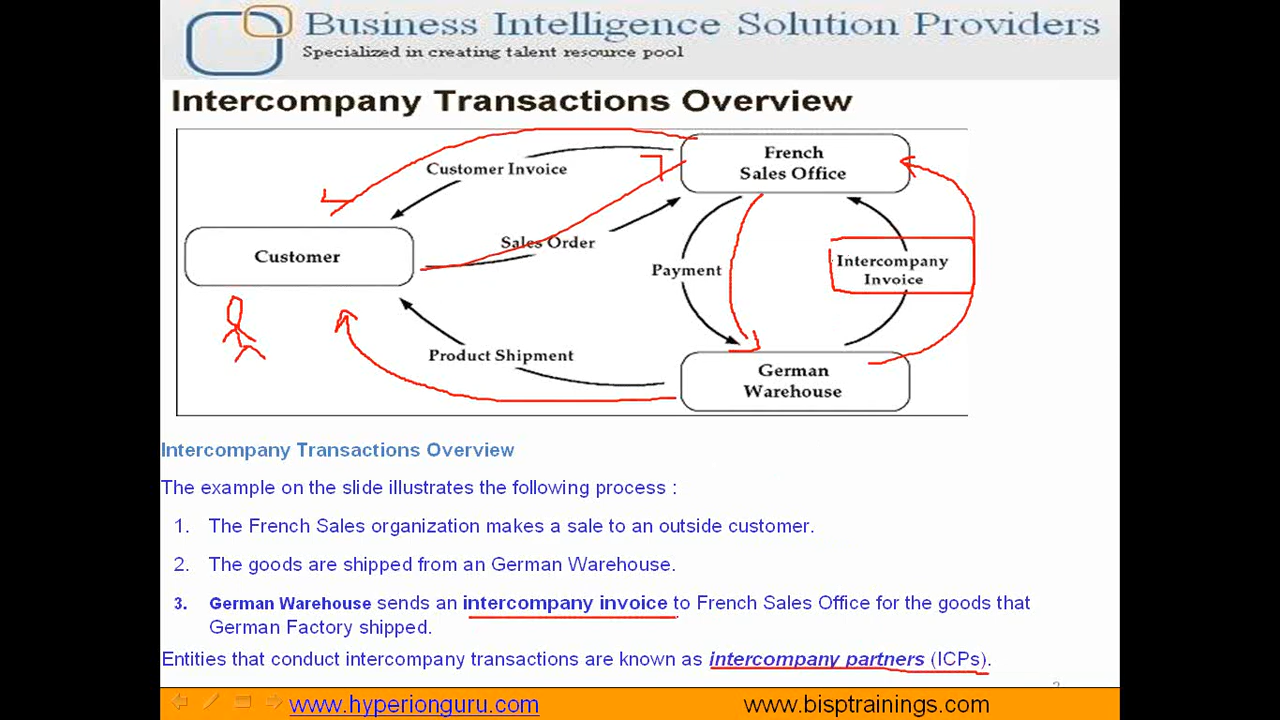 Business Intelligence Solution Providers
Specialized in creating talent resource pool
Intercompany Transactions Overview
French
Sales Office
Customer Invoice
Sales Order
Customer
Payment
Intercompany
Invoice
Product Shipment
German
Warehouse
Intercompany Transactions Overview
The example on the slide illustrates the following process :
1. The French Sales organization makes a sale to an outside customer.
2. The goods are shipped from an German Warehouse.
3. German Warehouse sends an intercompany invoice to French Sales Office for the goods that
German Factory shipped.
Entities that conduct intercompany transactions are known as intercompany partners (ICPs).
www.hyperionguru.com
www.bisptrainings.com